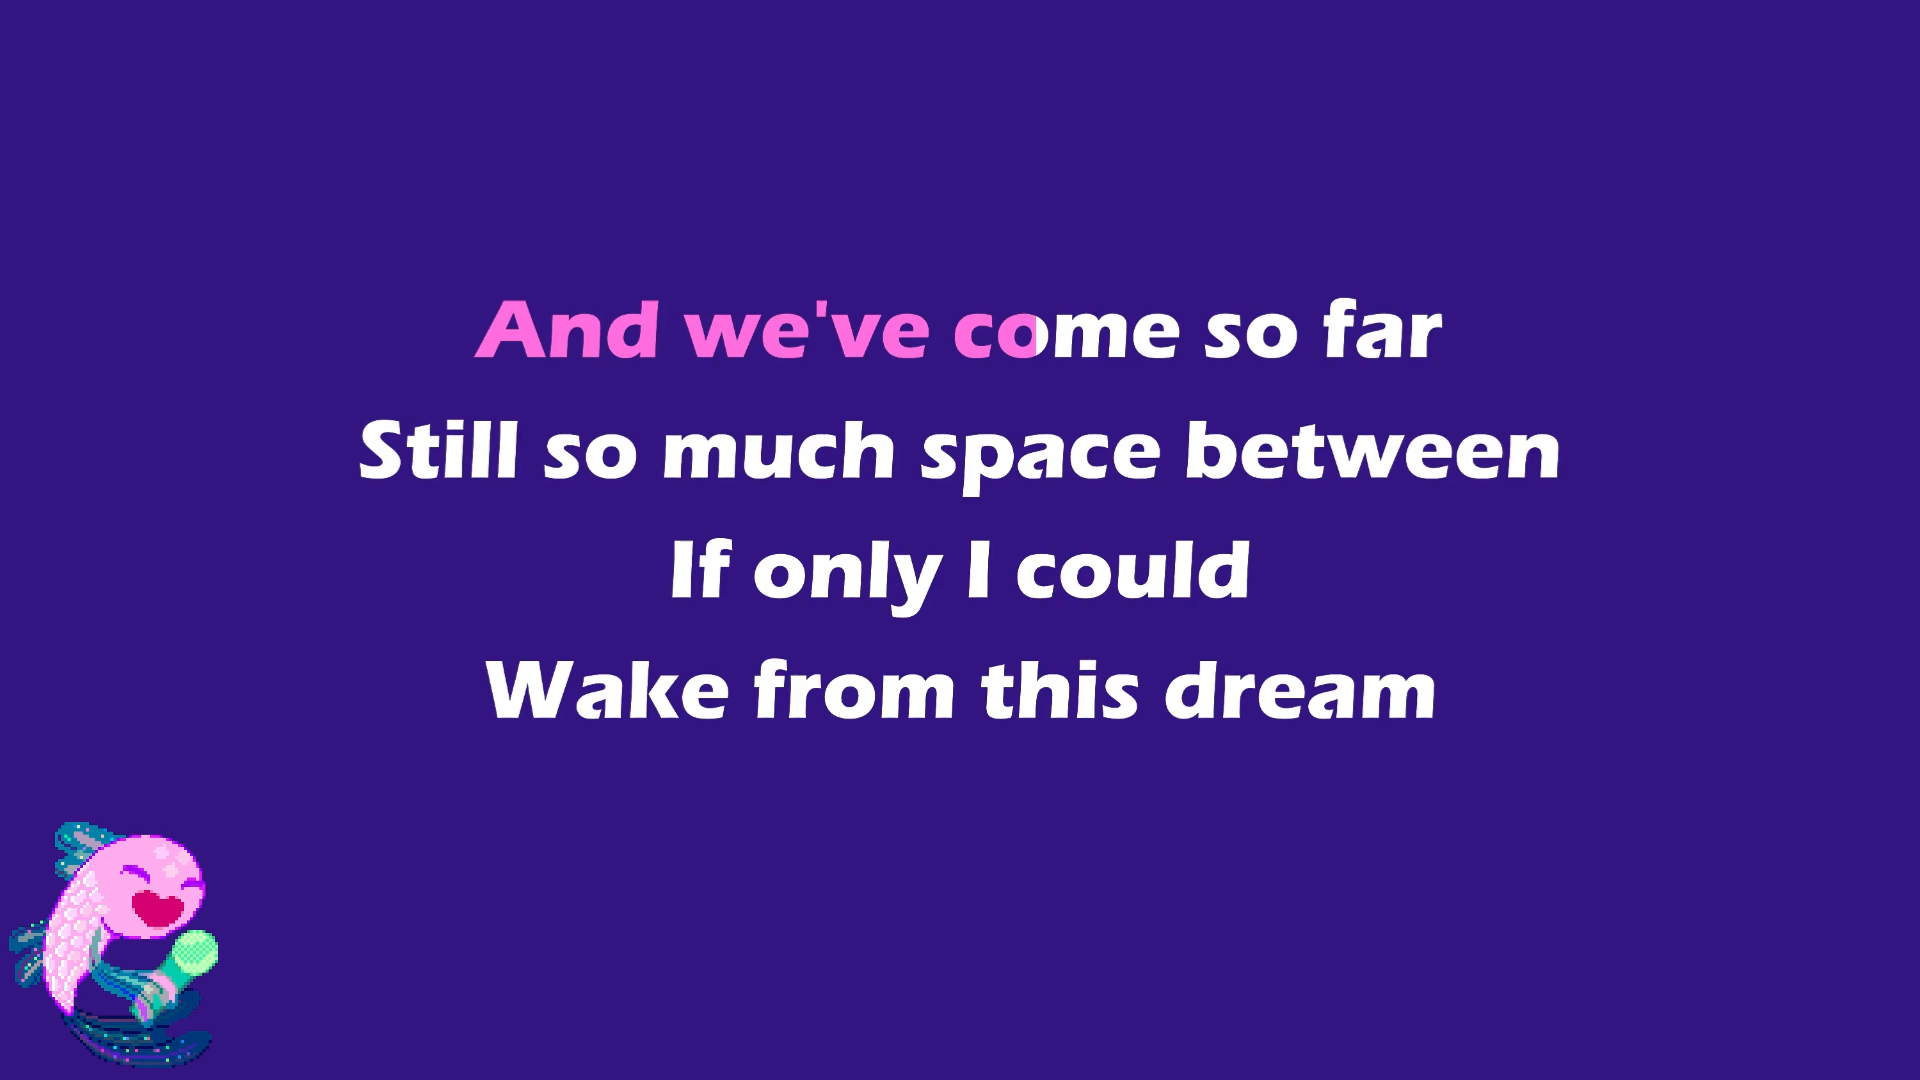 And we've come so far
Still so much space between
If only I could
Wake from this dream